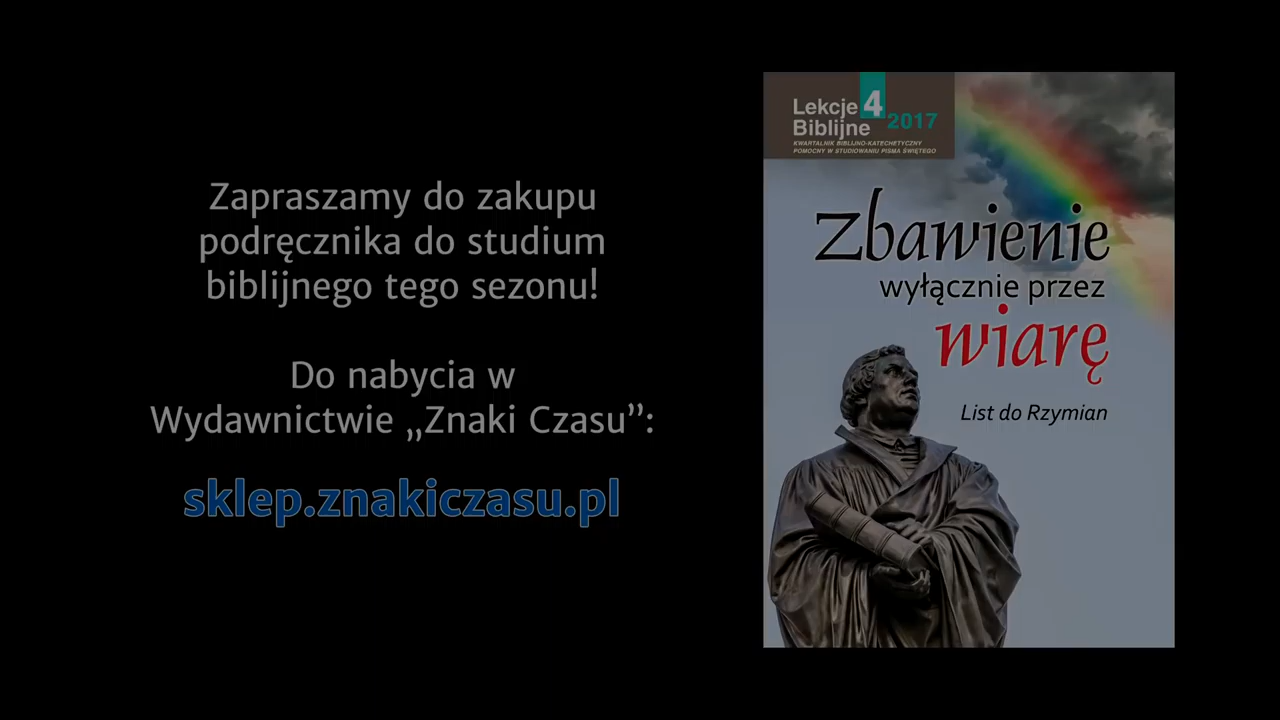 Zapraszamy do zakupu
podręcznika do studium
biblijnego tego sezonu!
Do nabycia w
Wydawnictwie „Znaki Czasu”:
sklep.znakiczasu.pl
Lekcje 4
Biblijne 2017
KWARTALNIK BIBLIJNO-KATECHETYCZNY
POMOCNY W STUDIOWANIU PISMA ŚWIĘTEGO
Zbawienie
wyłącznie przez
wiarę
List do Rzymian